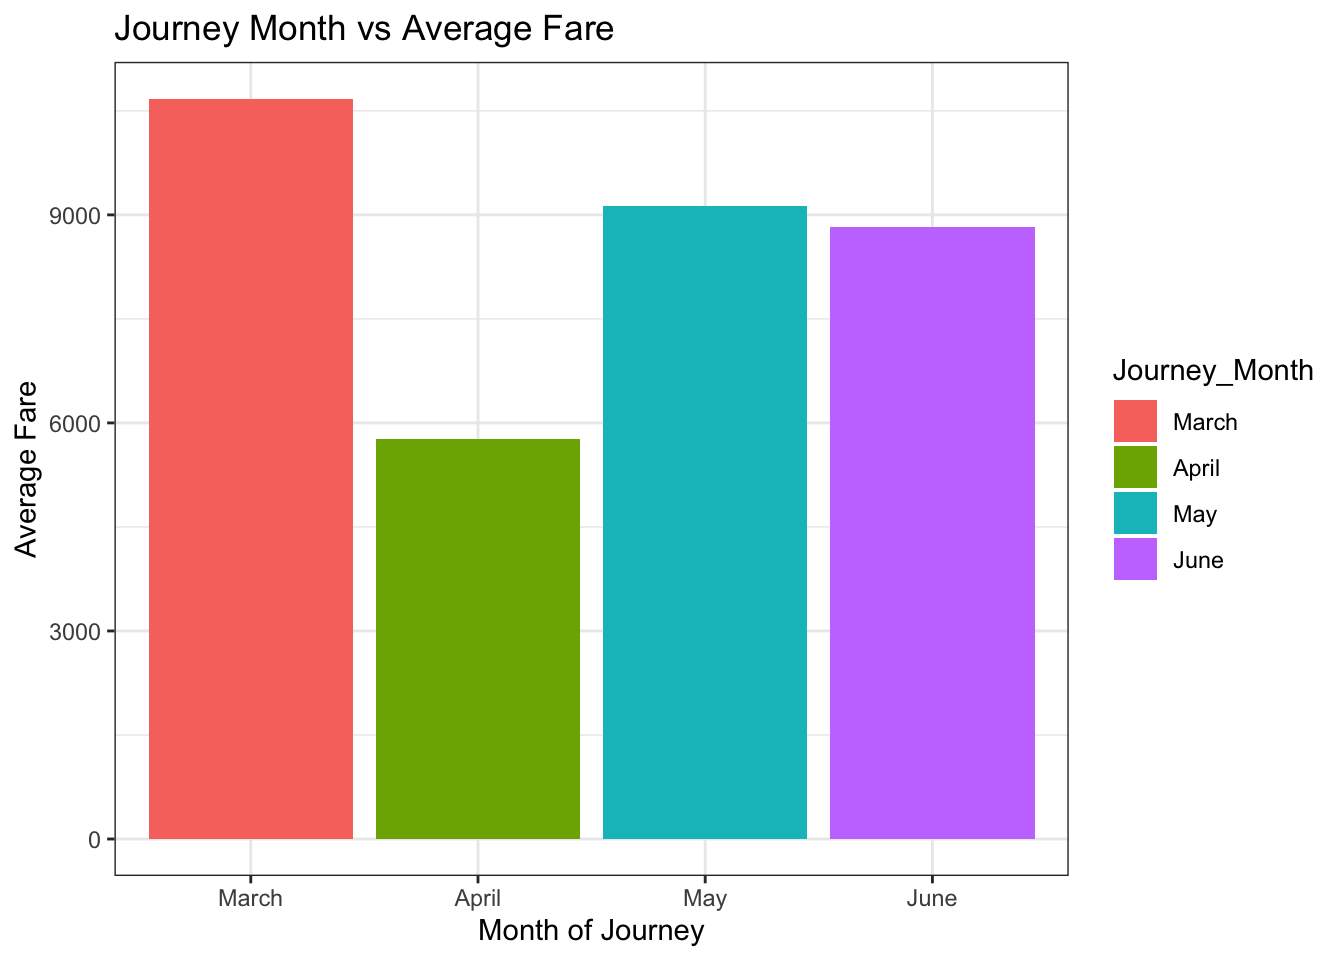 Journey Month vs Average Fare
Average Fare
9000
6000
3000
0
March
April
May
June
Month of Journey
Journey_Month
March
April
May
June